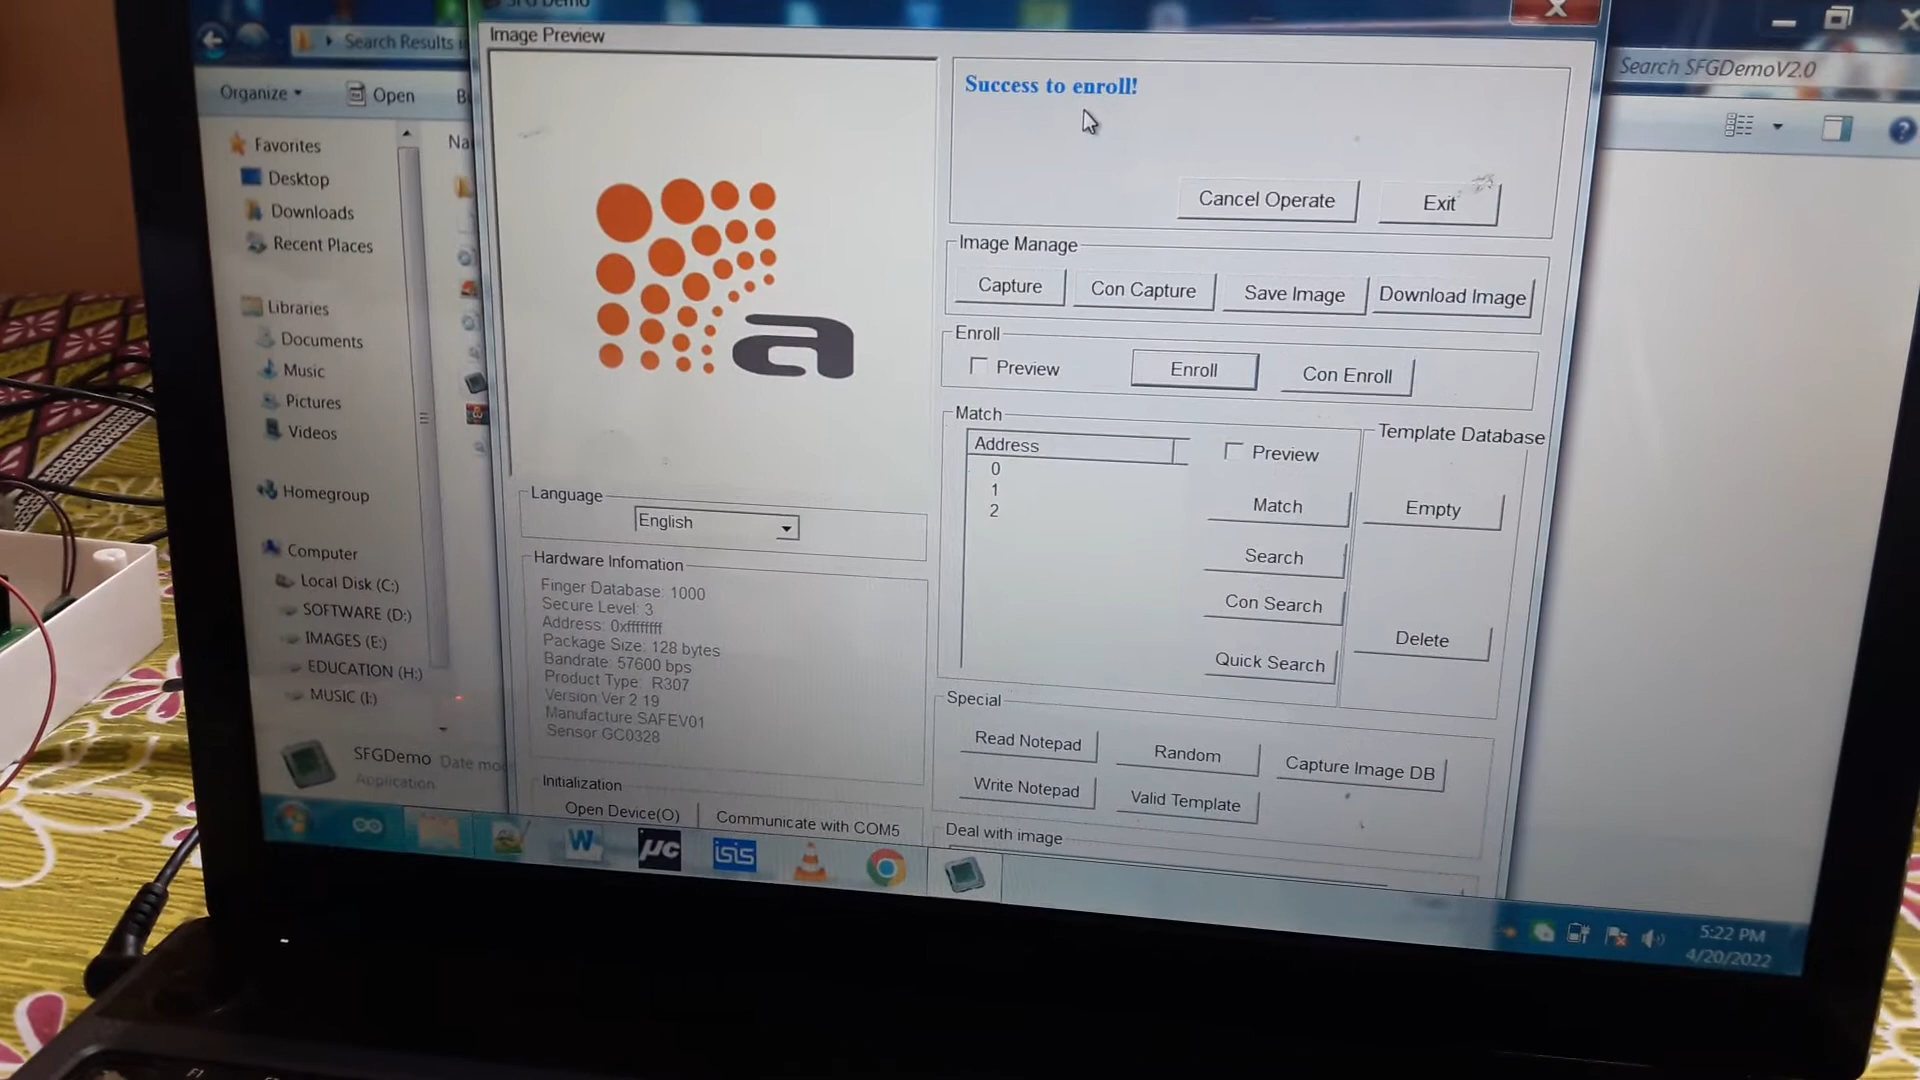 SFG Demo
Search Results
Search SFGDemoV2.0
Organize
Open
Favorites
Desktop
Downloads
Recent Places
Libraries
Documents
Music
Pictures
Videos
Homegroup
Computer
Local Disk (C:)
SOFTWARE (D:)
IMAGES (E:)
EDUCATION (H:)
MUSIC (I:)
SFGDemo
Application
Image Preview
a
Success to enroll!
Cancel Operate
Exit
Image Manage
Capture
Con Capture
Save Image
Download Image
Enroll
Preview
Enroll
Con Enroll
Match
Address
0
1
2
Preview
Match
Search
Con Search
Quick Search
Template Database
Empty
Delete
Language
English
Hardware Infomation
Finger Database: 1000
Secure Level: 3
Address: 0xffffffff
Package Size: 128 bytes
Bandrate: 57600 bps
Product Type: R307
Version Ver 2 19
Manufacture SAFEV01
Sensor GC0328
Initialization
Open Device(O)
Communicate with COM5
Special
Read Notepad
Random
Capture Image DB
Write Notepad
Valid Template
Deal with image
W
µC
isis
5:22 PM
4/20/2022
F1